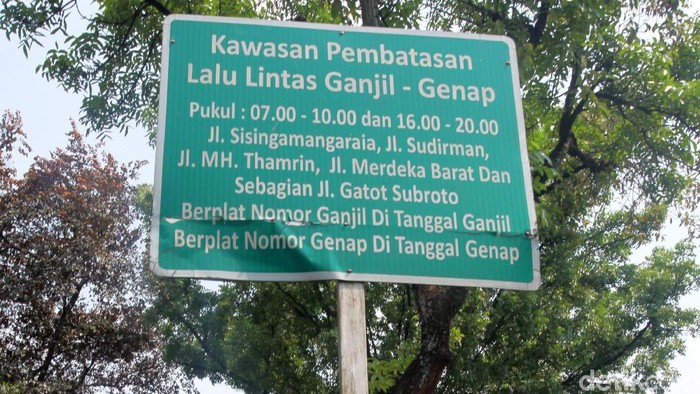 Kawasan Pembatasan
Lalu Lintas Ganjil - Genap
Pukul : 07.00 - 10.00 dan 16.00 - 20.00
Jl. Sisingamangaraia, Jl. Sudirman,
Jl. MH. Thamrin, Jl. Merdeka Barat Dan
Sebagian Jl. Gatot Subroto
Berplat Nomor Ganjil Di Tanggal Ganjil
Berplat Nomor Genap Di Tanggal Genap